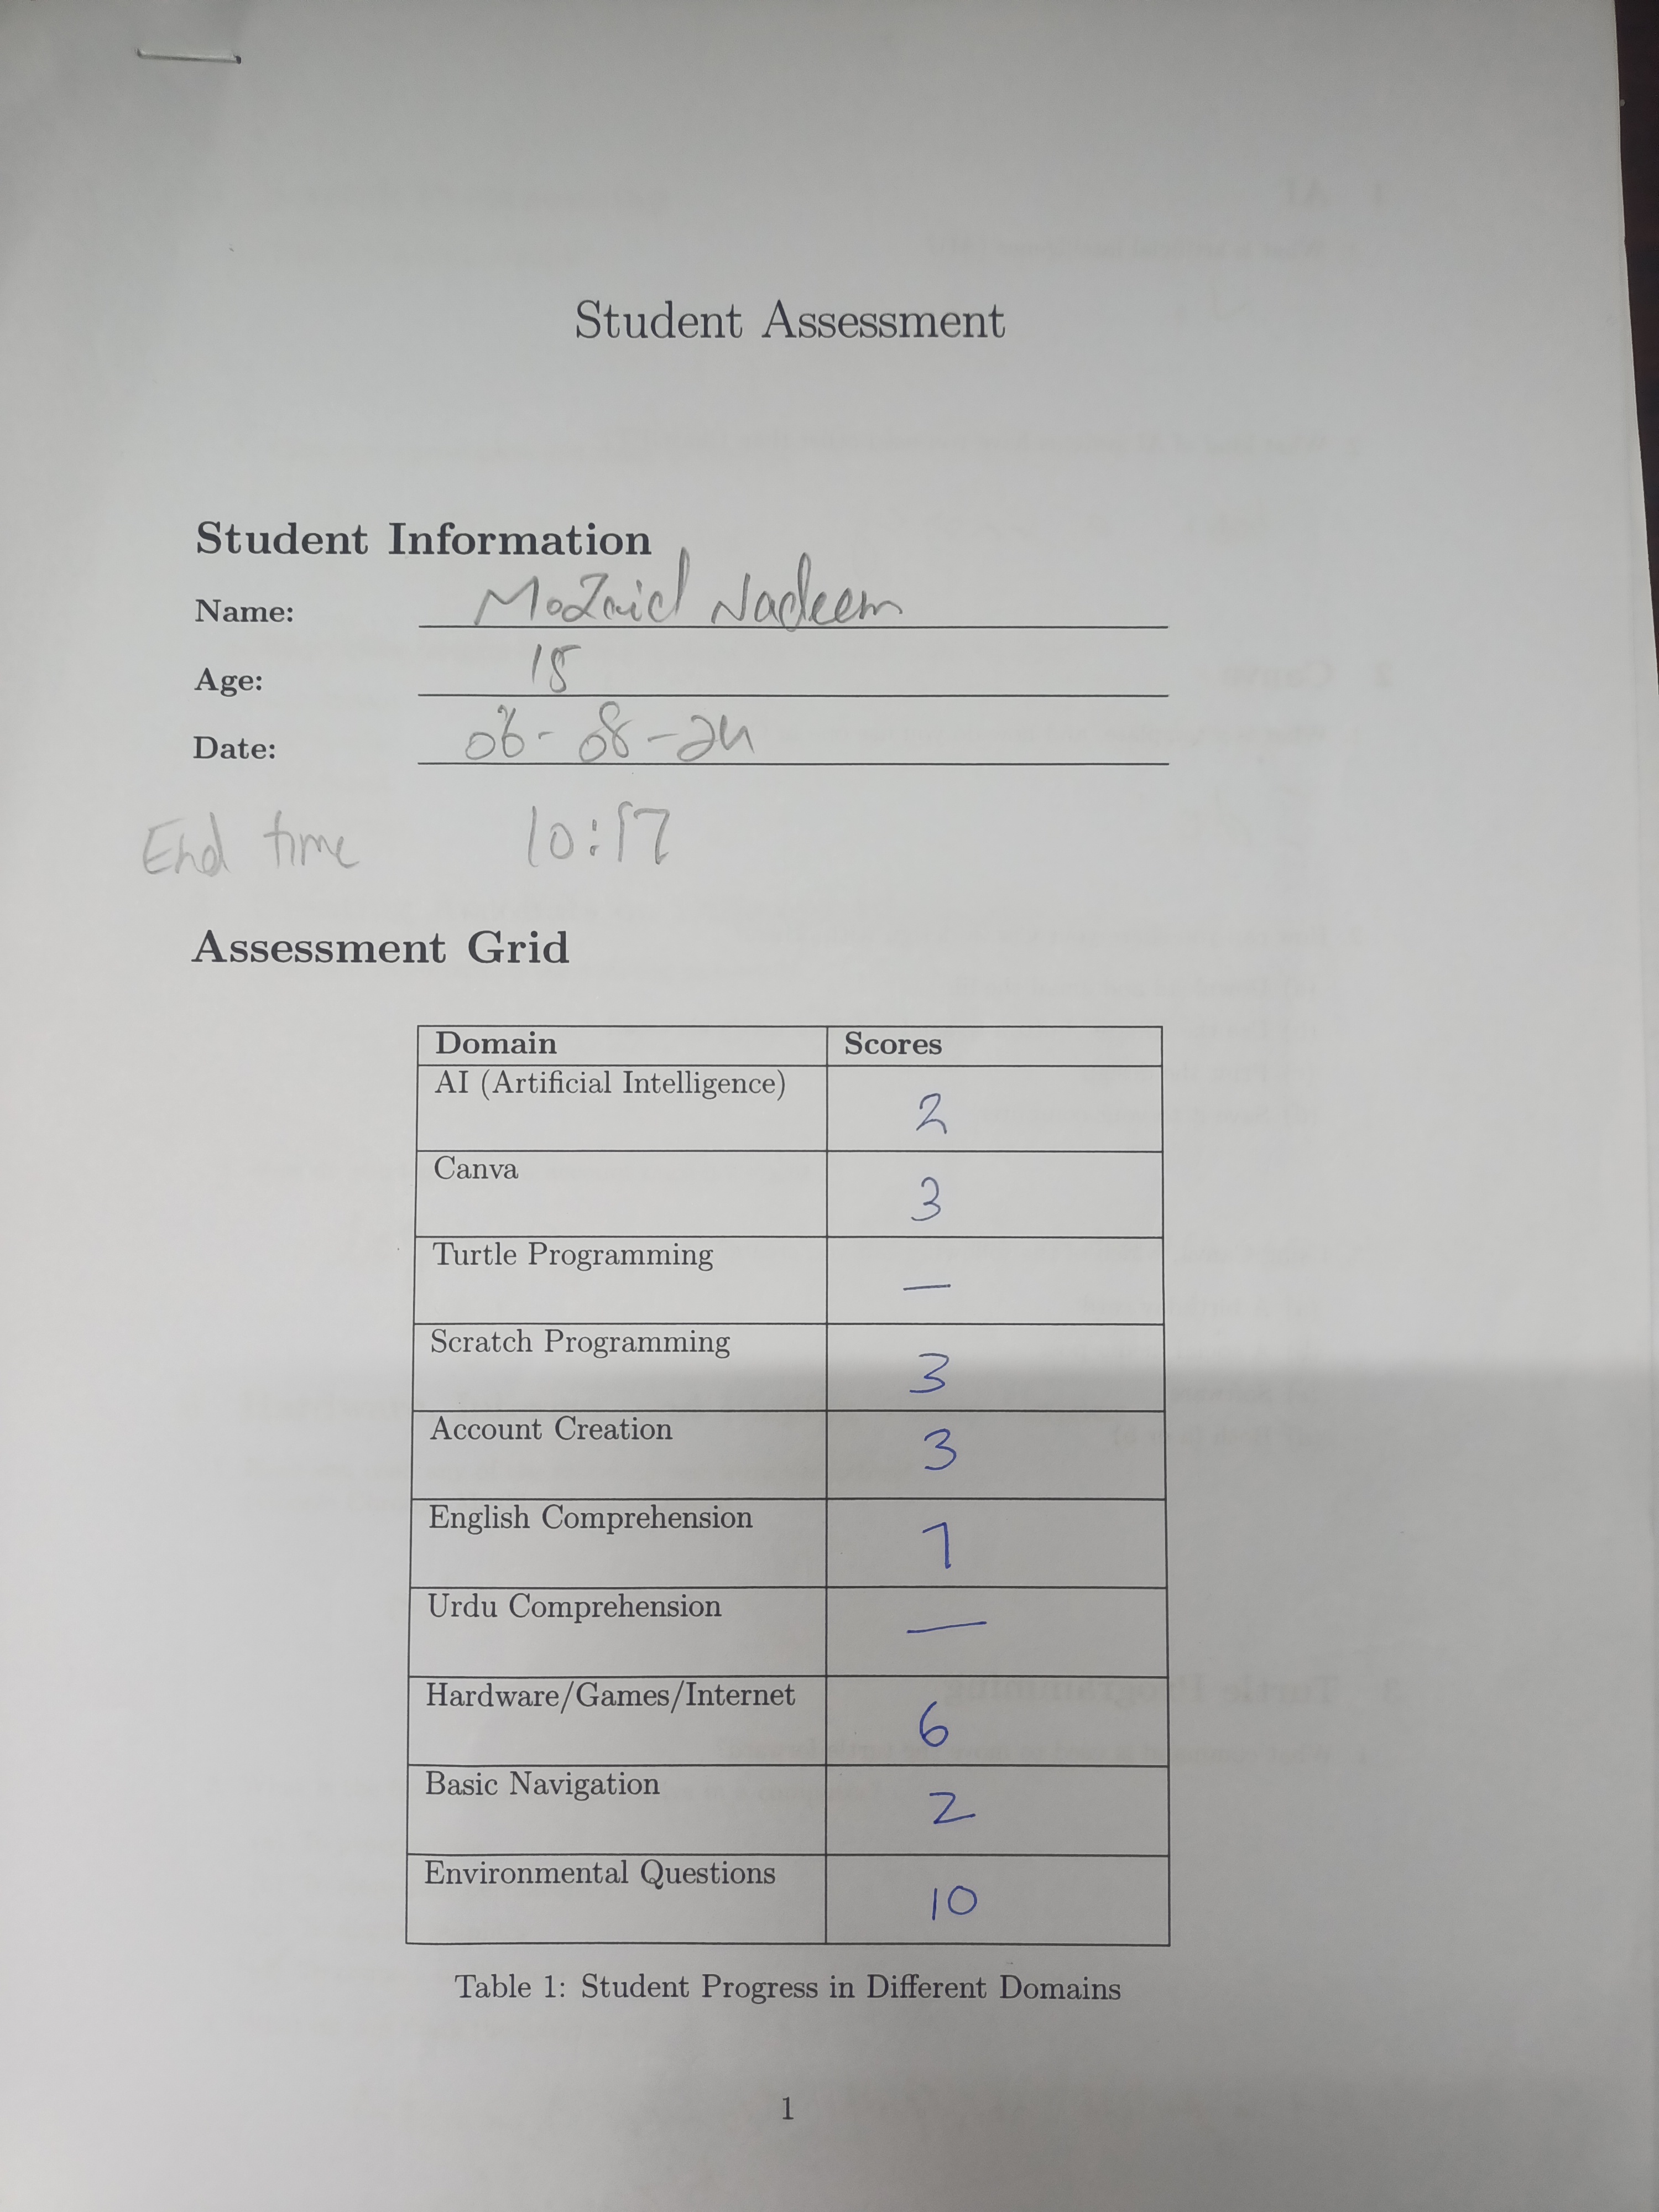 Student Assessment
Student Information
Name: MoZaid Nadeem
Age: 18
Date: 06-08-24
End time 10:17
Assessment Grid
Domain Scores
AI (Artificial Intelligence) 2
Canva 3
Turtle Programming —
Scratch Programming 3
Account Creation 3
English Comprehension 7
Urdu Comprehension —
Hardware/Games/Internet 6
Basic Navigation 2
Environmental Questions 10
Table 1: Student Progress in Different Domains
1